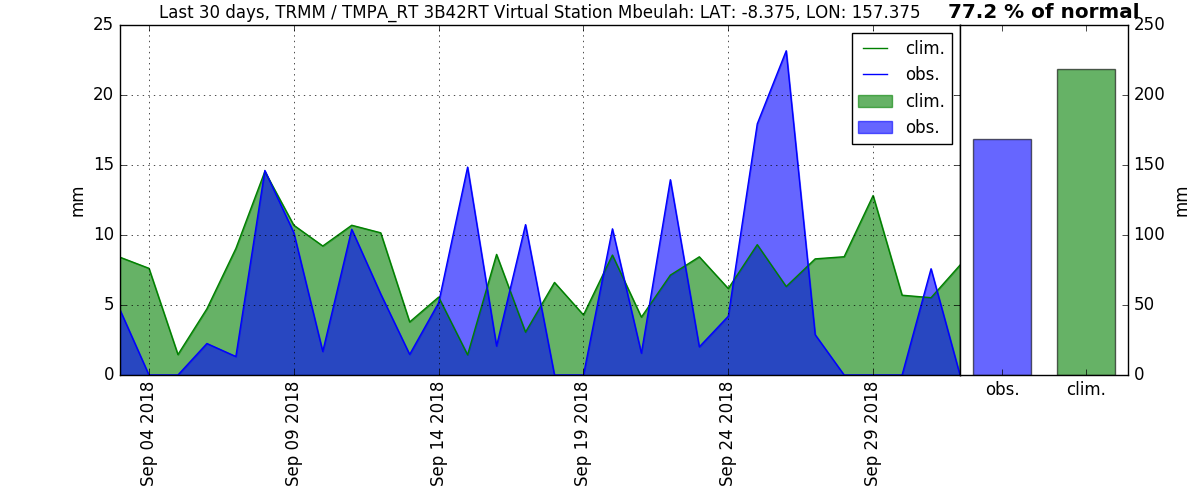 Last 30 days, TRMM / TMPA_RT 3B42RT Virtual Station Mbeulah: LAT: -8.375, LON: 157.375
77.2 % of normal
25
20
15
10
5
0
mm
clim.
obs.
clim.
obs.
Sep 04 2018
Sep 09 2018
Sep 14 2018
Sep 19 2018
Sep 24 2018
Sep 29 2018
250
200
150
100
50
0
mm
obs.
clim.